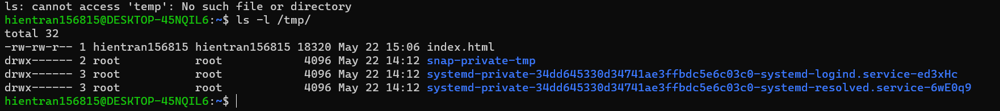 ls: cannot access 'temp': No such file or directory
hientran156815@DESKTOP-45NQIL6:~$ ls -l /tmp/
total 32
-rw-rw-r-- 1 hientran156815 hientran156815 18320 May 22 15:06 index.html
drwx------ 2 root           root            4096 May 22 14:12 snap-private-tmp
drwx------ 3 root           root            4096 May 22 14:12 systemd-private-34dd645330d34741ae3ffbdc5e6c03c0-systemd-logind.service-ed3xHc
drwx------ 3 root           root            4096 May 22 14:12 systemd-private-34dd645330d34741ae3ffbdc5e6c03c0-systemd-resolved.service-6wE0q9
hientran156815@DESKTOP-45NQIL6:~$